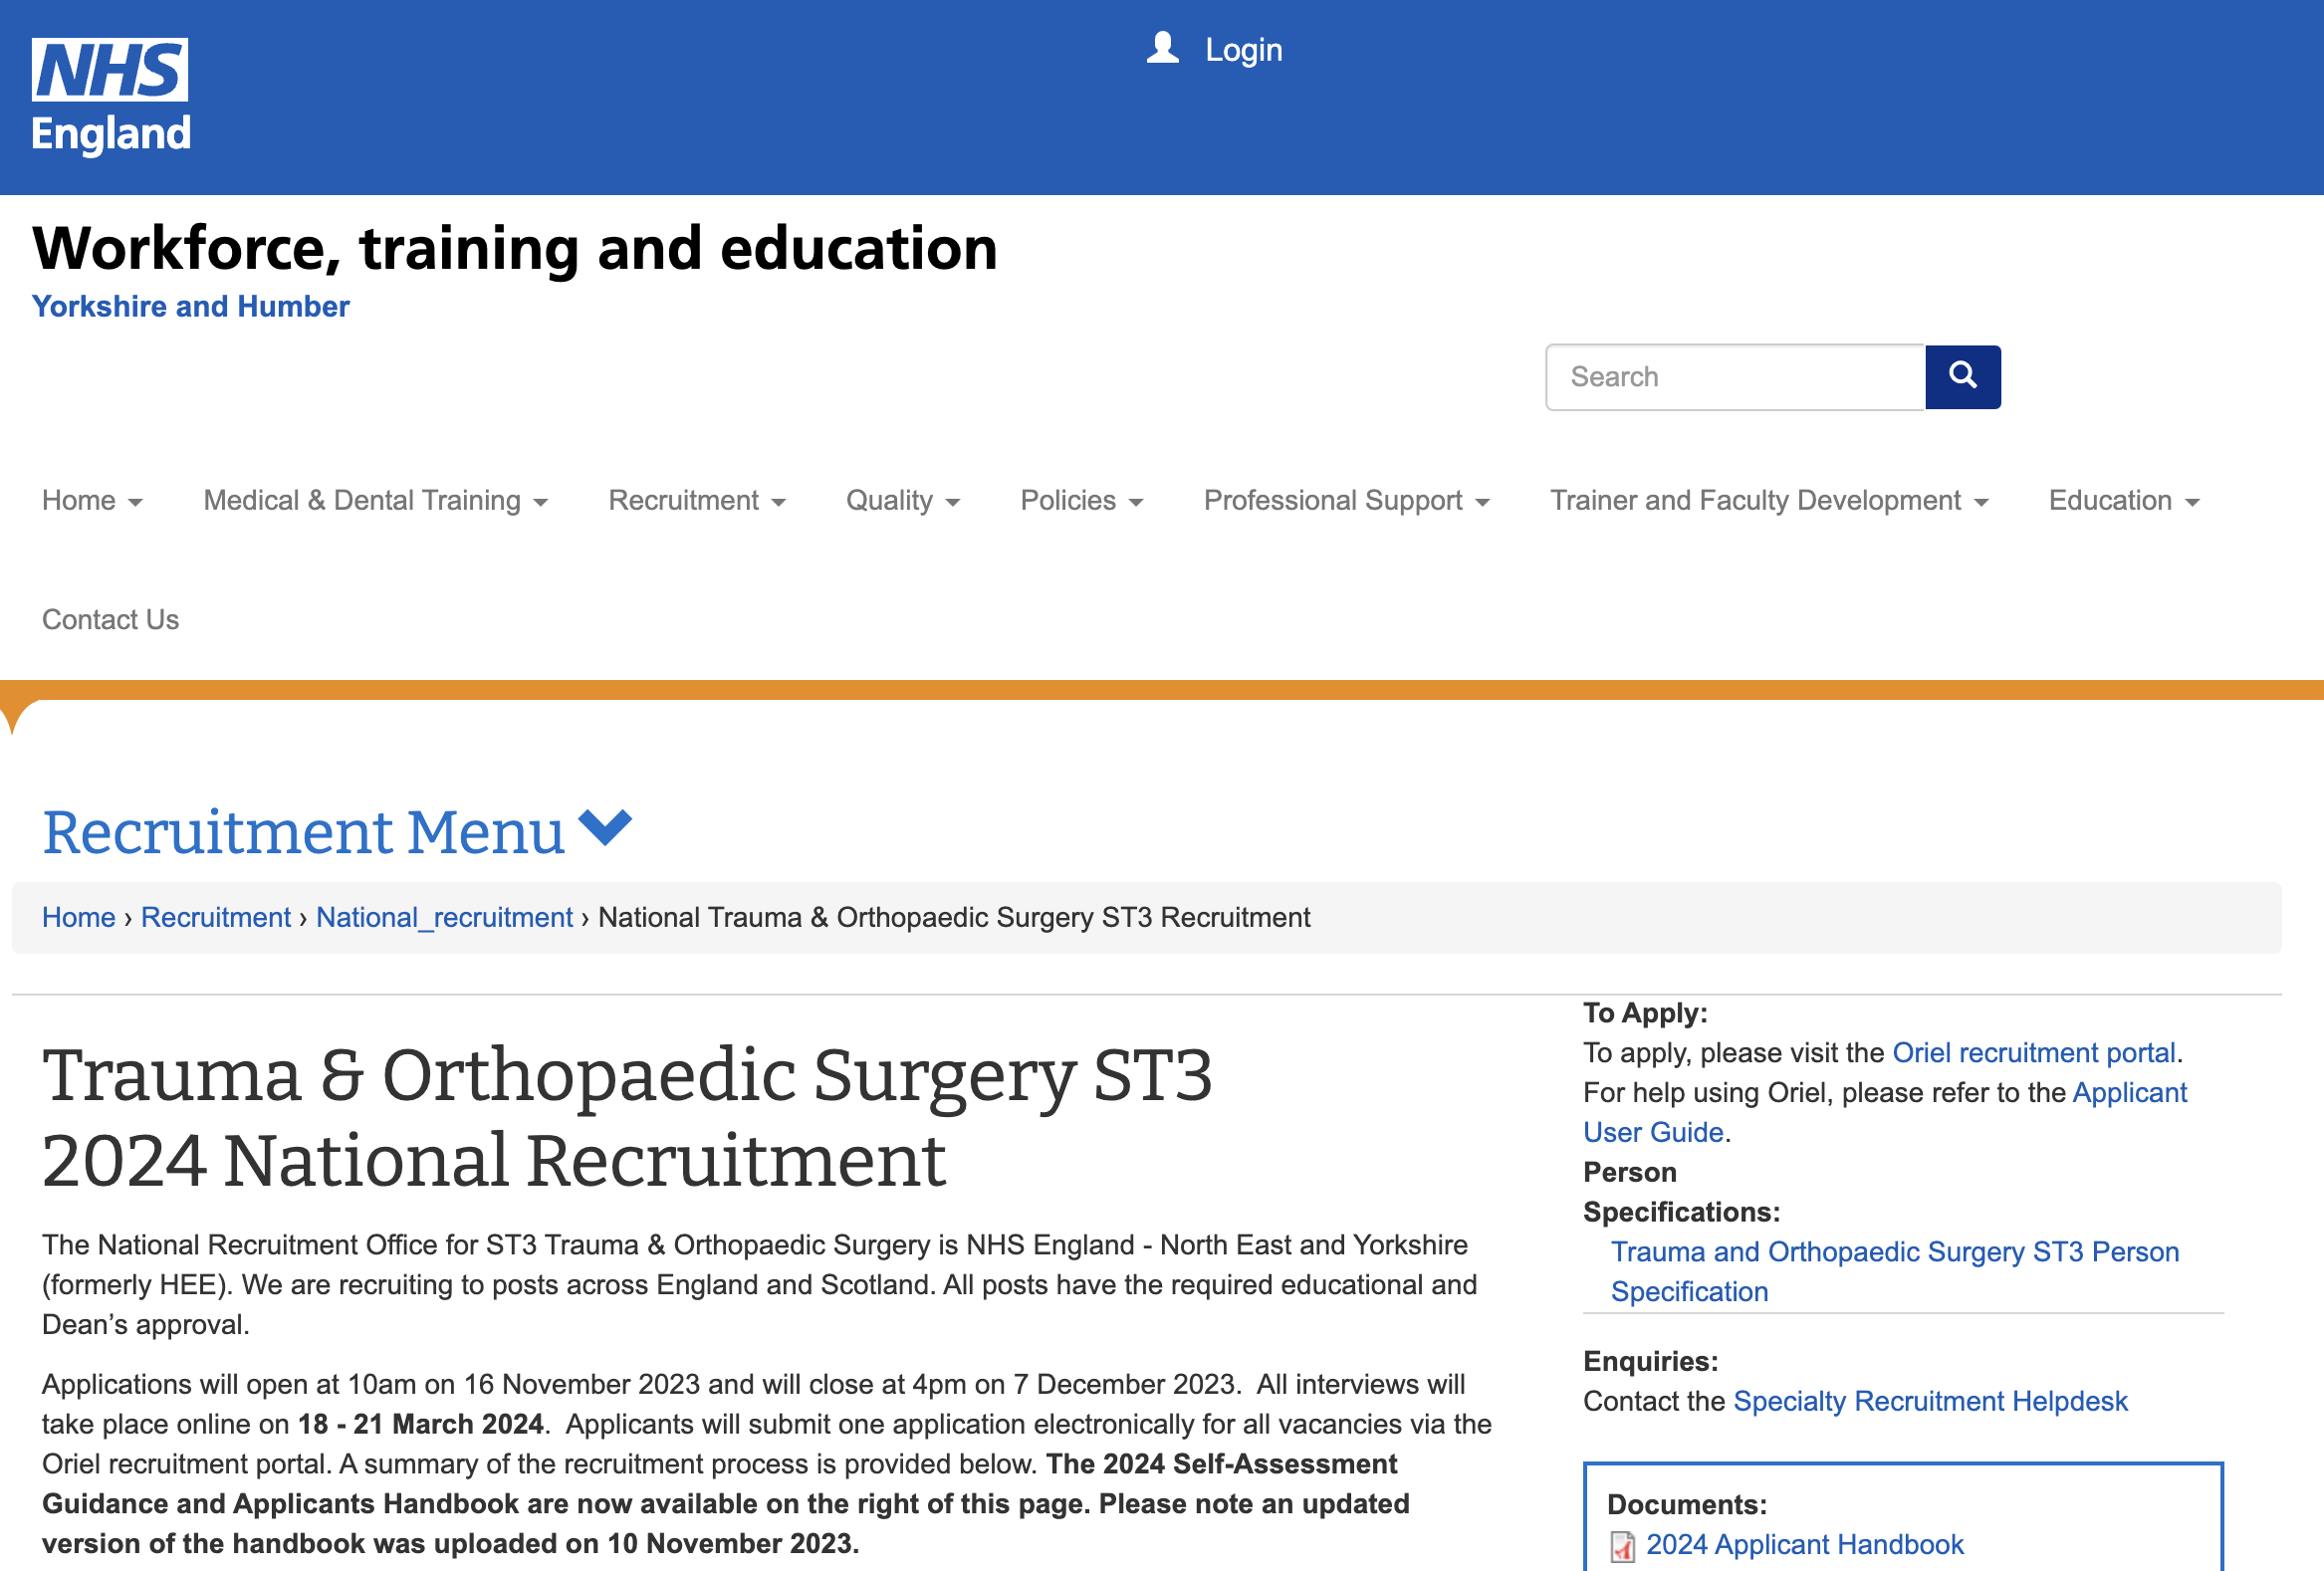 Login
NHS
England
Workforce, training and education
Yorkshire and Humber
Search
Home Medical & Dental Training Recruitment Quality Policies Professional Support Trainer and Faculty Development Education
Contact Us
Recruitment Menu
Home › Recruitment › National_recruitment › National Trauma & Orthopaedic Surgery ST3 Recruitment
Trauma & Orthopaedic Surgery ST3
2024 National Recruitment
The National Recruitment Office for ST3 Trauma & Orthopaedic Surgery is NHS England - North East and Yorkshire
(formerly HEE). We are recruiting to posts across England and Scotland. All posts have the required educational and
Dean’s approval.
Applications will open at 10am on 16 November 2023 and will close at 4pm on 7 December 2023.  All interviews will
take place online on 18 - 21 March 2024.  Applicants will submit one application electronically for all vacancies via the
Oriel recruitment portal. A summary of the recruitment process is provided below. The 2024 Self-Assessment
Guidance and Applicants Handbook are now available on the right of this page. Please note an updated
version of the handbook was uploaded on 10 November 2023.
To Apply:
To apply, please visit the Oriel recruitment portal.
For help using Oriel, please refer to the Applicant
User Guide.
Person
Specifications:
Trauma and Orthopaedic Surgery ST3 Person
Specification
Enquiries:
Contact the Specialty Recruitment Helpdesk
Documents:
2024 Applicant Handbook